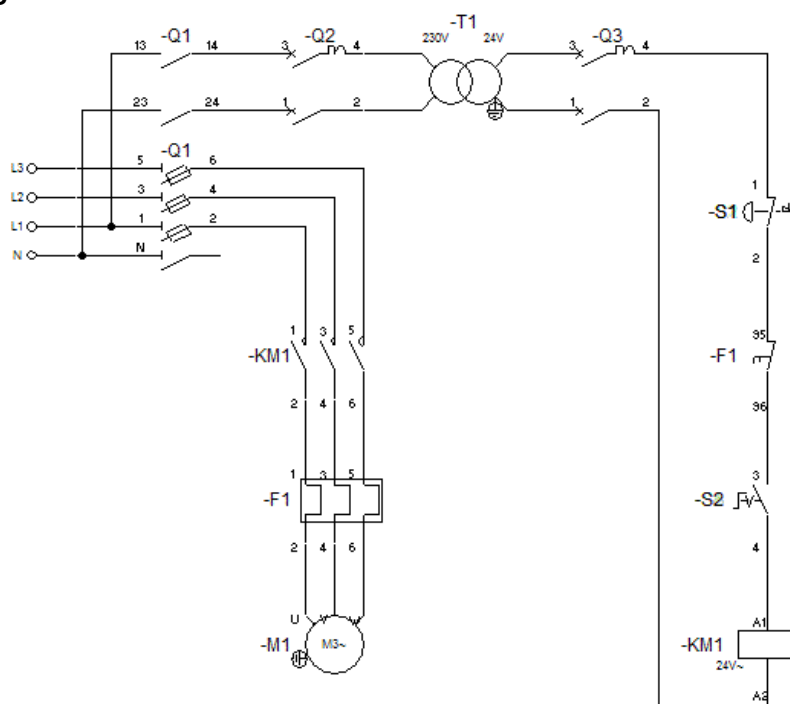 -T1
-Q1 -Q2 230V 24V -Q3
13 14 3 4 3 4
23 24 1 2 1 2
-Q1
L3 5 6
L2 3 4
L1 1 2
N N
1
-S1
2
1 3 5
-KM1
2 4 6
95
-F1
96
1 3 5
-F1
2 4 6
3
-S2
4
U V W
-M1 M3~
A1
-KM1
24V~
A2